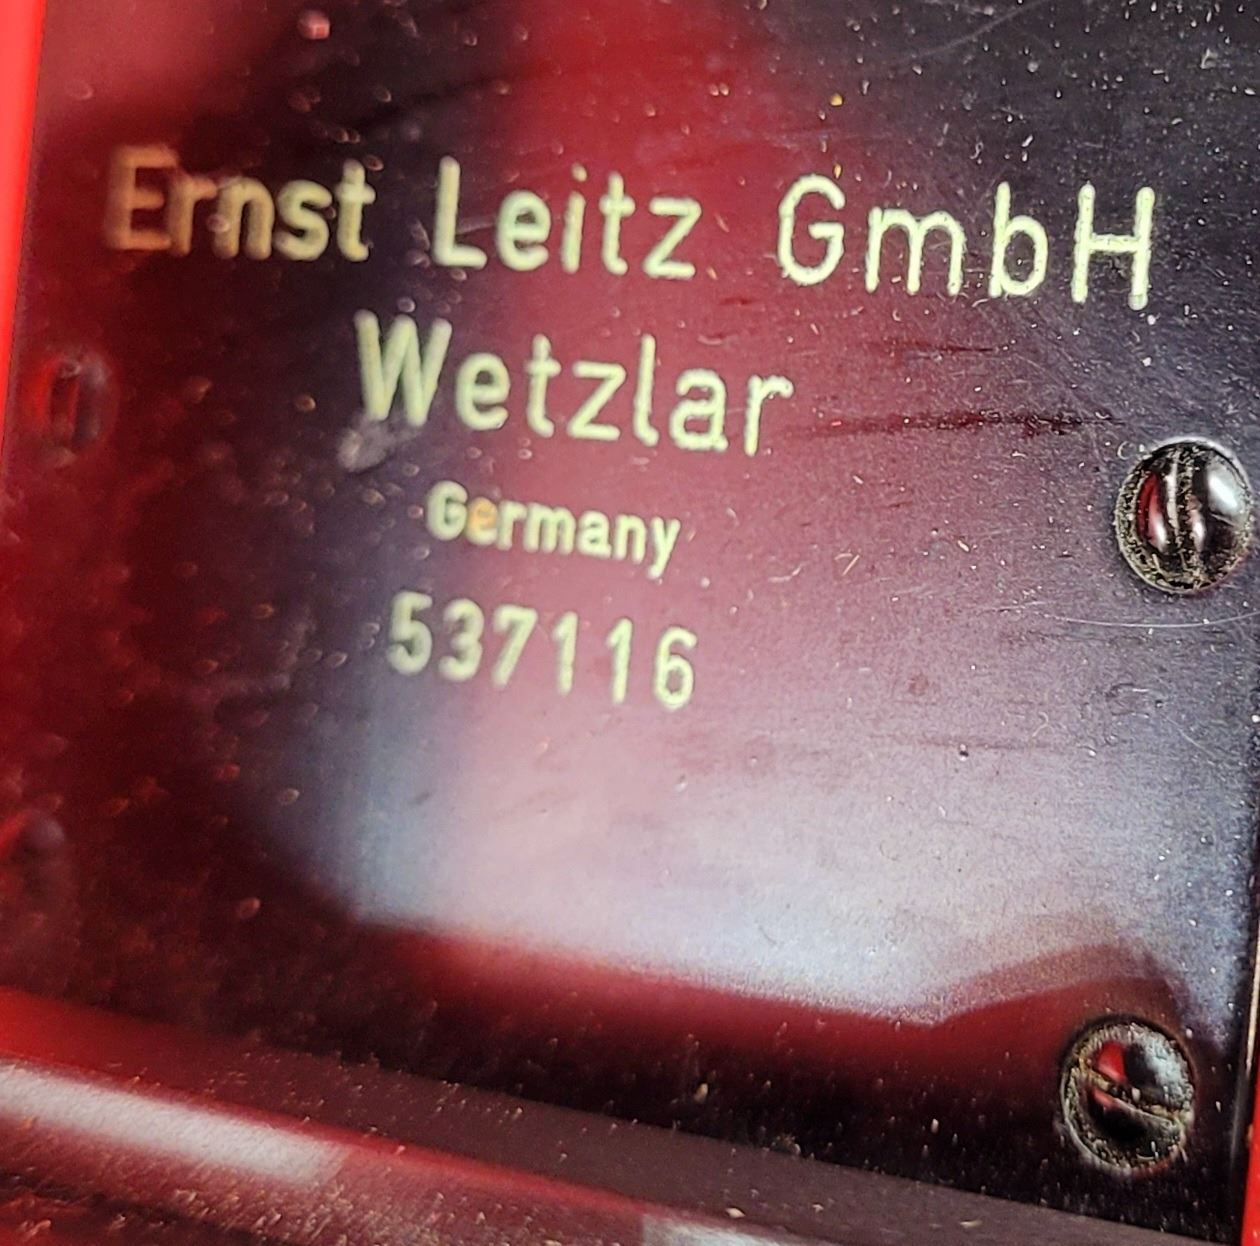 Ernst Leitz GmbH
Wetzlar
Germany
537116